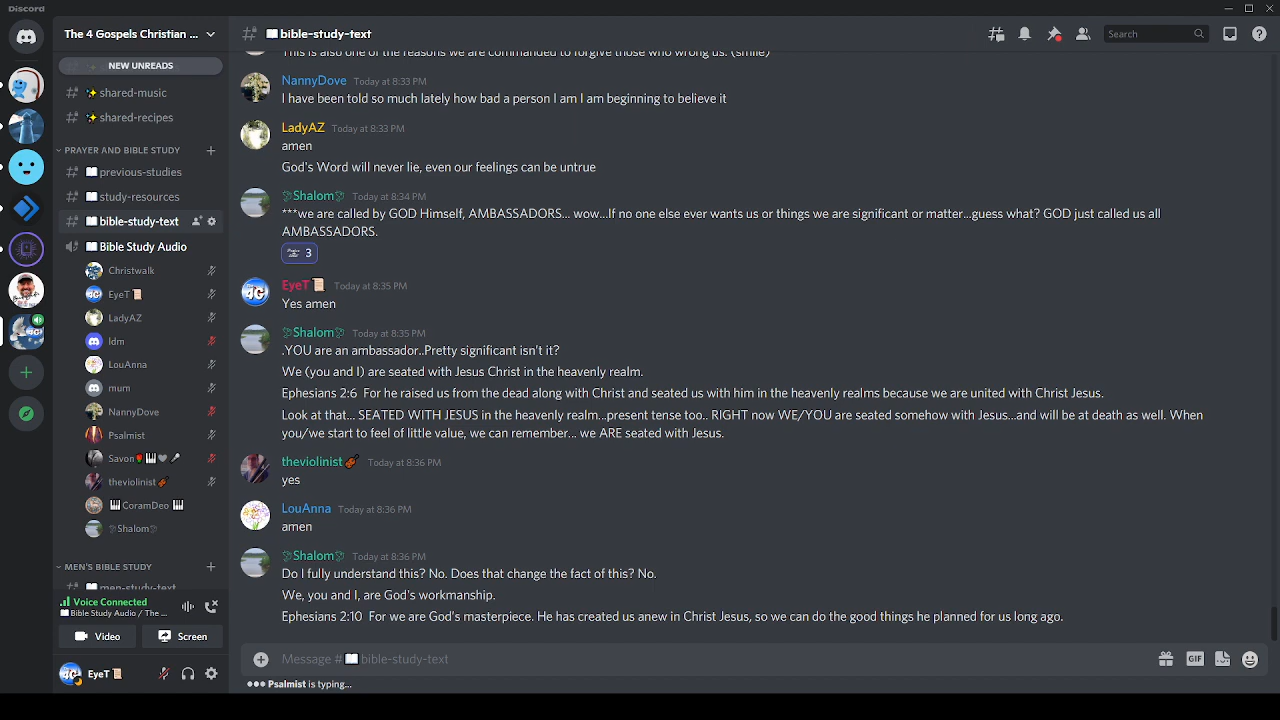 Discord
The 4 Gospels Christian ...
📖bible-study-text
Search
NEW UNREADS
✨shared-music
✨shared-recipes
PRAYER AND BIBLE STUDY
📖previous-studies
📖study-resources
📖bible-study-text
📖Bible Study Audio
Christwalk
EyeT📜
LadyAZ
ldm
LouAnna
mum
NannyDove
Psalmist
Savon🌹🎹🩶🎤
theviolinist🎻
🎹CoramDeo 🎹
🕊Shalom🕊
MEN'S BIBLE STUDY
men-study-text
Voice Connected
📖Bible Study Audio / The ...
Video
Screen
EyeT📜
This is also one of the reasons we are commanded to forgive those who wrong us. (smile)
NannyDove Today at 8:33 PM
I have been told so much lately how bad a person I am I am beginning to believe it
LadyAZ Today at 8:33 PM
amen
God's Word will never lie, even our feelings can be untrue
🕊Shalom🕊 Today at 8:34 PM
***we are called by GOD Himself, AMBASSADORS... wow...If no one else ever wants us or things we are significant or matter...guess what? GOD just called us all
AMBASSADORS.
3
EyeT📜 Today at 8:35 PM
Yes amen
🕊Shalom🕊 Today at 8:35 PM
.YOU are an ambassador..Pretty significant isn't it?
We (you and I) are seated with Jesus Christ in the heavenly realm.
Ephesians 2:6  For he raised us from the dead along with Christ and seated us with him in the heavenly realms because we are united with Christ Jesus.
Look at that... SEATED WITH JESUS in the heavenly realm...present tense too.. RIGHT now WE/YOU are seated somehow with Jesus...and will be at death as well. When
you/we start to feel of little value, we can remember... we ARE seated with Jesus.
theviolinist🎻 Today at 8:36 PM
yes
LouAnna Today at 8:36 PM
amen
🕊Shalom🕊 Today at 8:36 PM
Do I fully understand this? No. Does that change the fact of this? No.
We, you and I, are God's workmanship.
Ephesians 2:10  For we are God's masterpiece. He has created us anew in Christ Jesus, so we can do the good things he planned for us long ago.
Message #📖bible-study-text
GIF
Psalmist is typing...